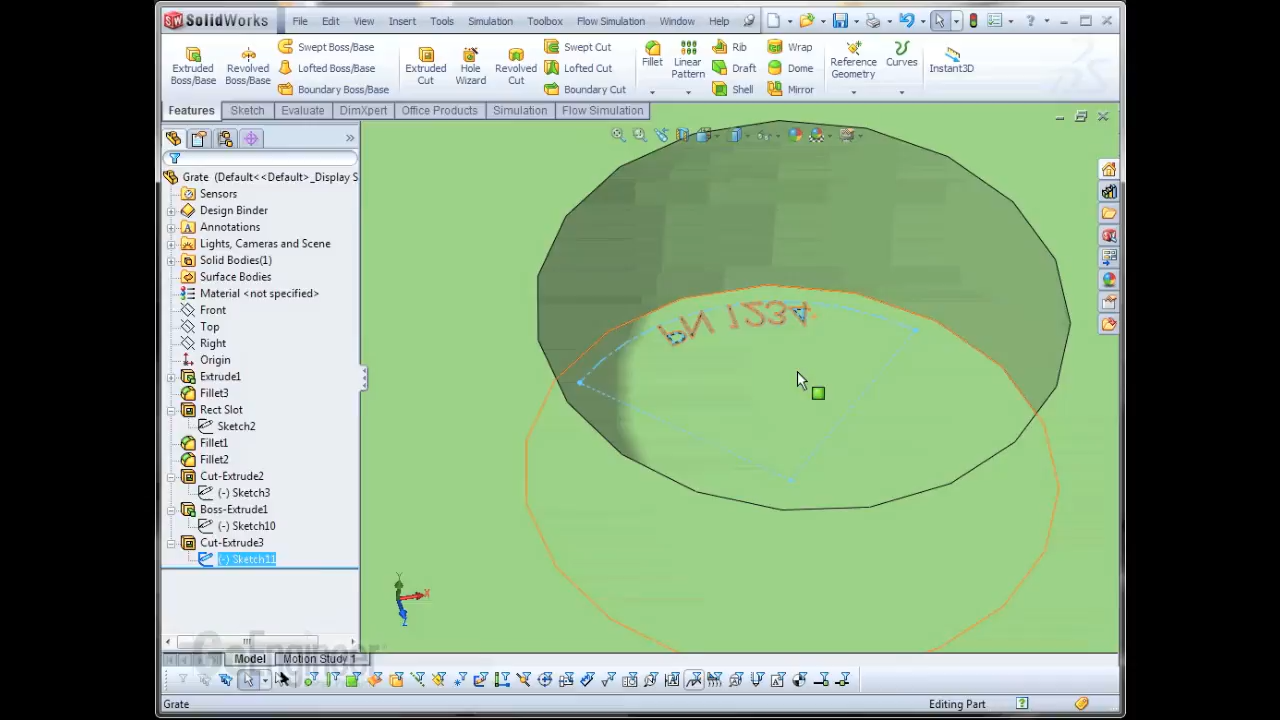 SolidWorks File Edit View Insert Tools Simulation Toolbox Flow Simulation Window Help
Extruded Boss/Base Revolved Boss/Base Swept Boss/Base Lofted Boss/Base Boundary Boss/Base Extruded Cut Hole Wizard Revolved Cut Swept Cut Lofted Cut Boundary Cut Fillet Linear Pattern Rib Draft Shell Wrap Dome Mirror Reference Geometry Curves Instant3D
Features Sketch Evaluate DimXpert Office Products Simulation Flow Simulation
Grate (Default<<Default>_Display S
Sensors
Design Binder
Annotations
Lights, Cameras and Scene
Solid Bodies(1)
Surface Bodies
Material <not specified>
Front
Top
Right
Origin
Extrude1
Fillet3
Rect Slot
Sketch2
Fillet1
Fillet2
Cut-Extrude2
(-) Sketch3
Boss-Extrude1
(-) Sketch10
Cut-Extrude3
(-) Sketch11
PN 1234
Y
X
Z
GoEngineer
Model Motion Study 1
Grate Editing Part